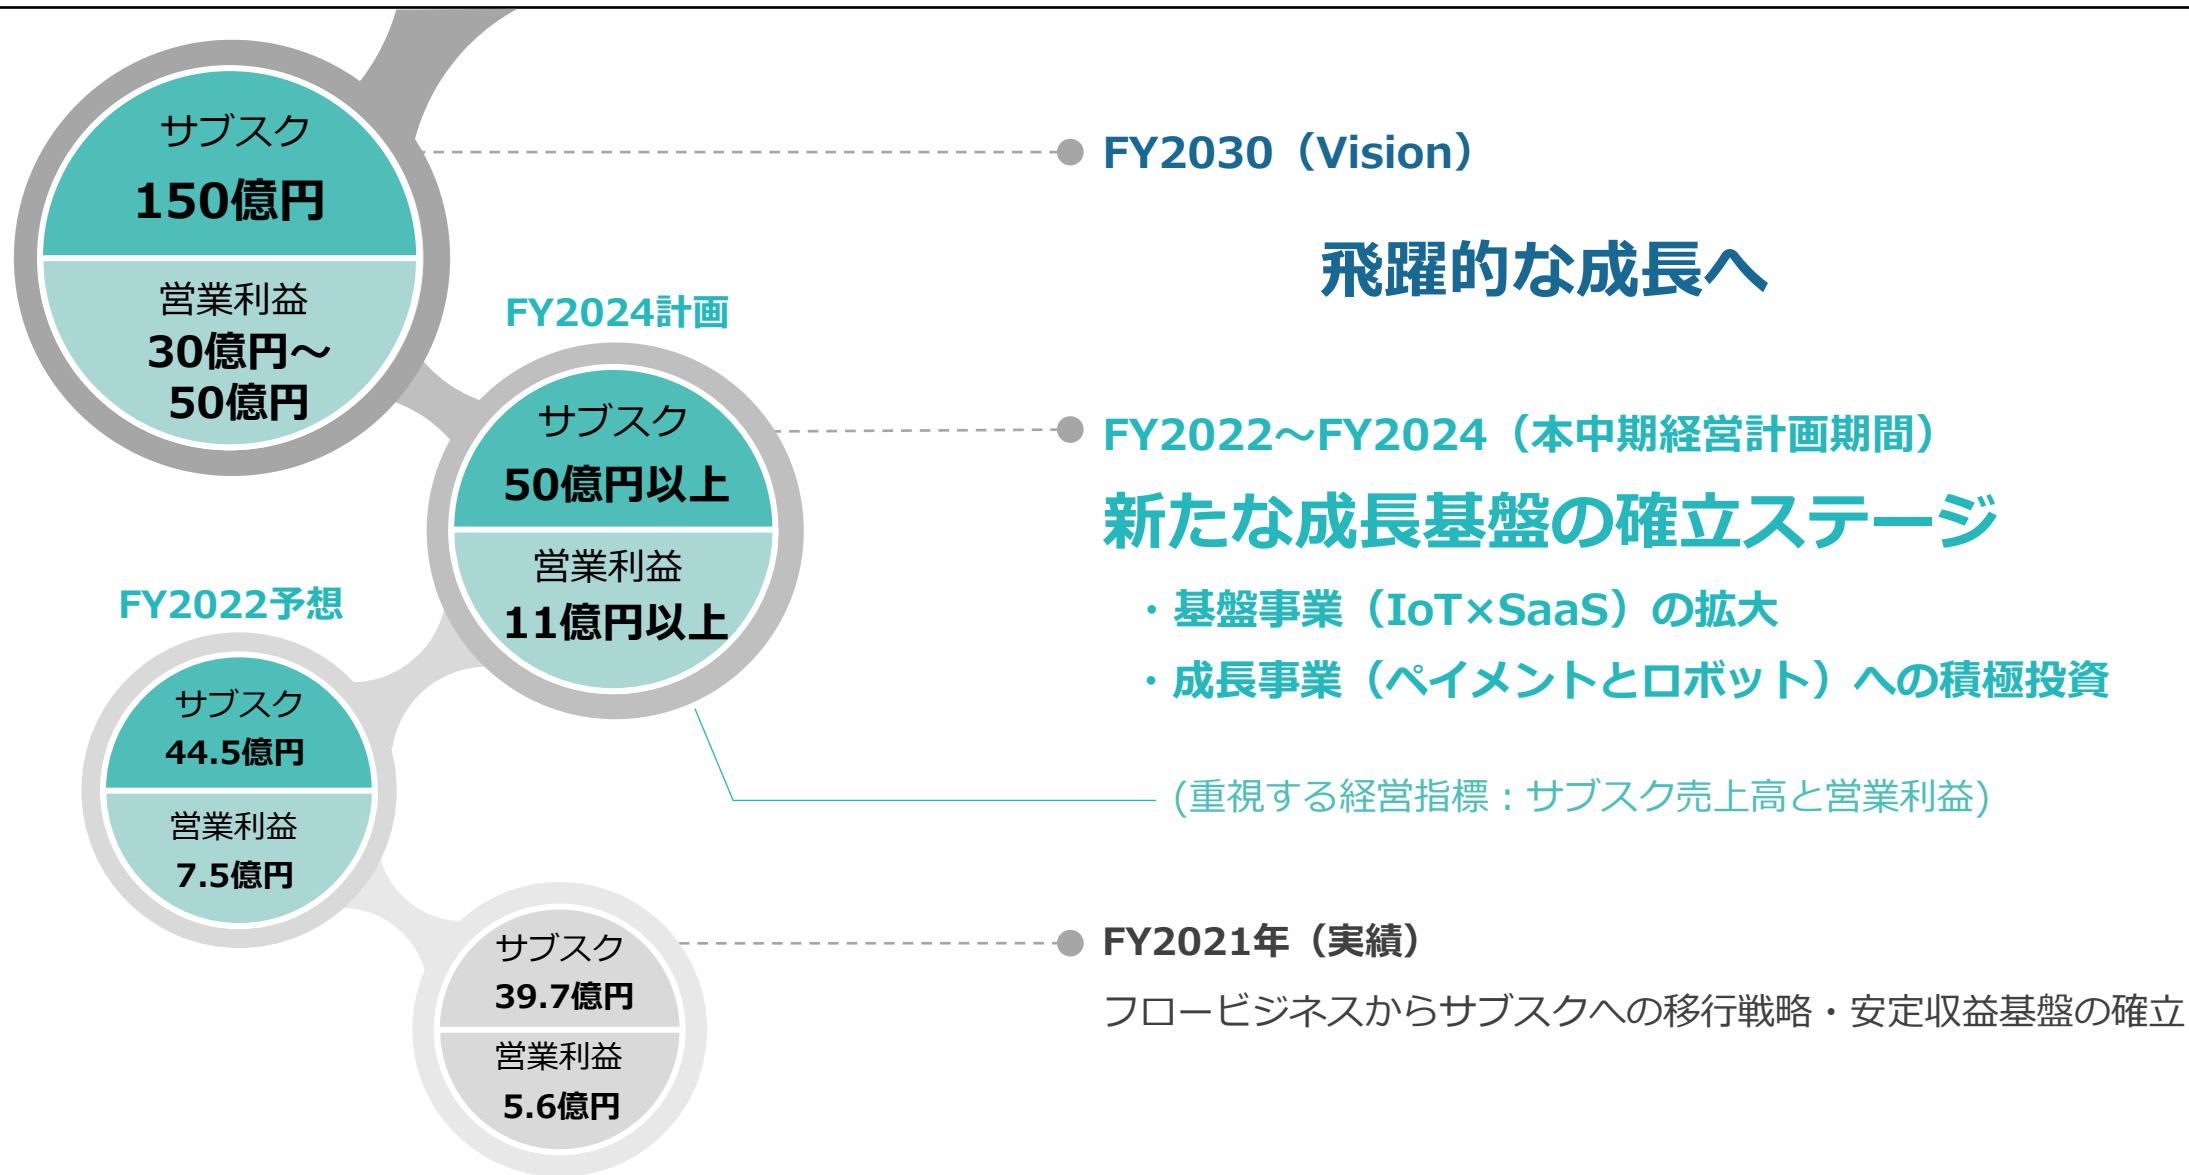 サブスク
150億円
営業利益
30億円～
50億円
FY2030（Vision）
飛躍的な成長へ
FY2024計画
サブスク
50億円以上
営業利益
11億円以上
FY2022～FY2024（本中期経営計画期間）
新たな成長基盤の確立ステージ
・基盤事業（IoT×SaaS）の拡大
・成長事業（ペイメントとロボット）への積極投資
(重視する経営指標：サブスク売上高と営業利益)
FY2022予想
サブスク
44.5億円
営業利益
7.5億円
サブスク
39.7億円
営業利益
5.6億円
FY2021年（実績）
フロービジネスからサブスクへの移行戦略・安定収益基盤の確立